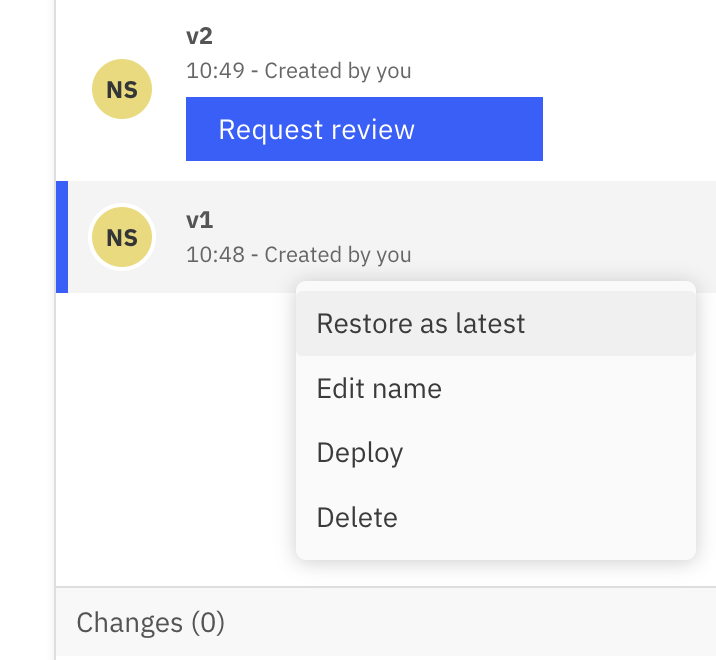 v2
NS
10:49 - Created by you
Request review
v1
NS
10:48 - Created by you
Restore as latest
Edit name
Deploy
Delete
Changes (0)